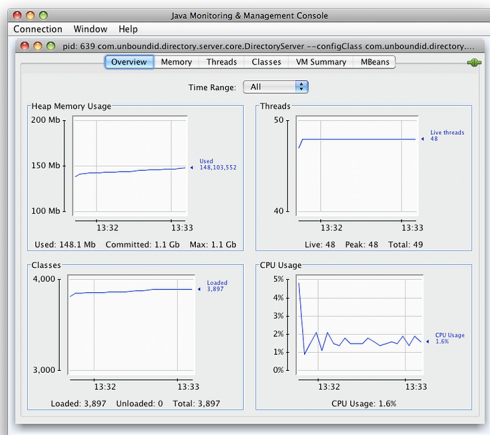 Java Monitoring & Management Console
Connection Window Help
pid: 639 com.unboundid.directory.server.core.DirectoryServer --configClass com.unboundid.directory....
Overview Memory Threads Classes VM Summary MBeans
Time Range: All
Heap Memory Usage
200 Mb
150 Mb
100 Mb
Used
148,103,552
13:32 13:33
Used: 148.1 Mb Committed: 1.1 Gb Max: 1.1 Gb
Threads
50
40
Live threads
48
13:32 13:33
Live: 48 Peak: 48 Total: 49
Classes
4,000
3,000
Loaded
3,897
13:32 13:33
Loaded: 3,897 Unloaded: 0 Total: 3,897
CPU Usage
5%
4%
3%
2%
1%
0%
CPU Usage
1.6%
13:32 13:33
CPU Usage: 1.6%